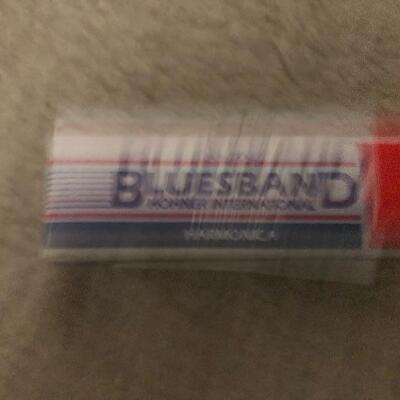 BLUESBAND
HOHNER INTERNATIONAL
HARMONICA